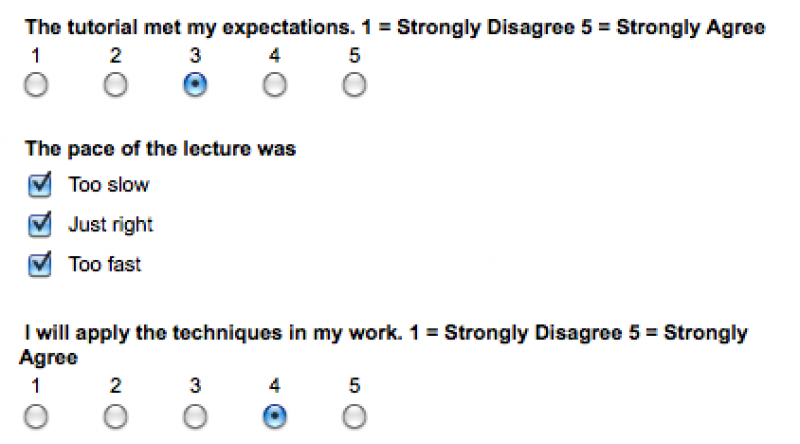 The tutorial met my expectations. 1 = Strongly Disagree 5 = Strongly Agree
1 2 3 4 5
The pace of the lecture was
Too slow
Just right
Too fast
I will apply the techniques in my work. 1 = Strongly Disagree 5 = Strongly
Agree
1 2 3 4 5